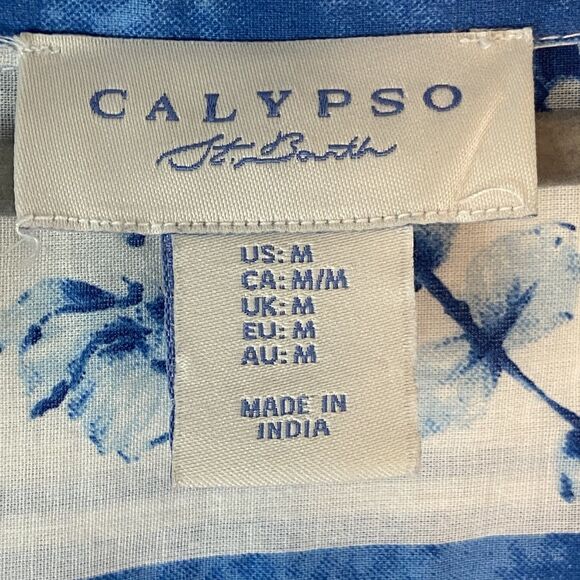 CALYPSO
St. Barth
US: M
CA: M/M
UK: M
EU: M
AU: M
MADE IN
INDIA